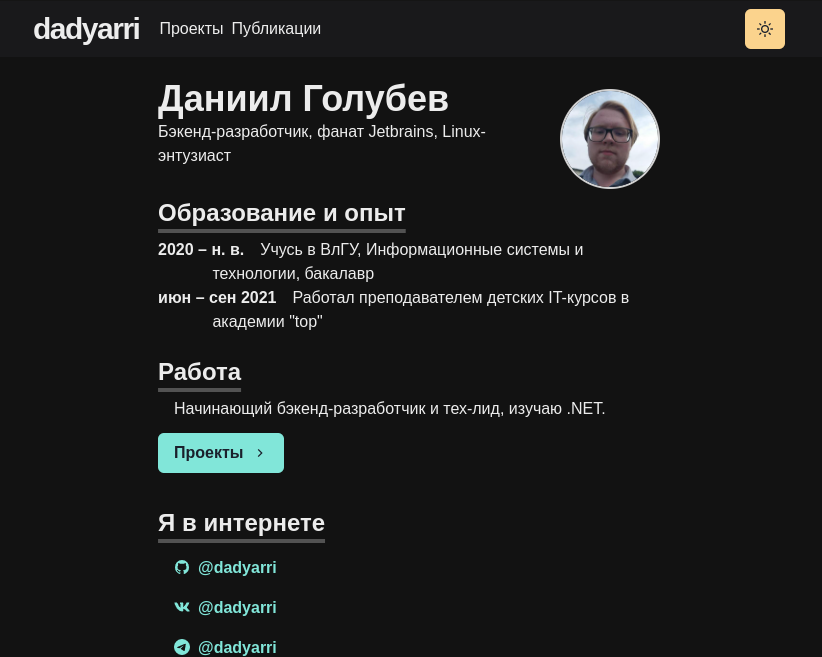 dadyarri Проекты Публикации
Даниил Голубев
Бэкенд-разработчик, фанат Jetbrains, Linux-
энтузиаст
Образование и опыт
2020 – н. в. Учусь в ВлГУ, Информационные системы и
технологии, бакалавр
июн – сен 2021 Работал преподавателем детских IT-курсов в
академии "top"
Работа
Начинающий бэкенд-разработчик и тех-лид, изучаю .NET.
Проекты
Я в интернете
@dadyarri
@dadyarri
@dadyarri